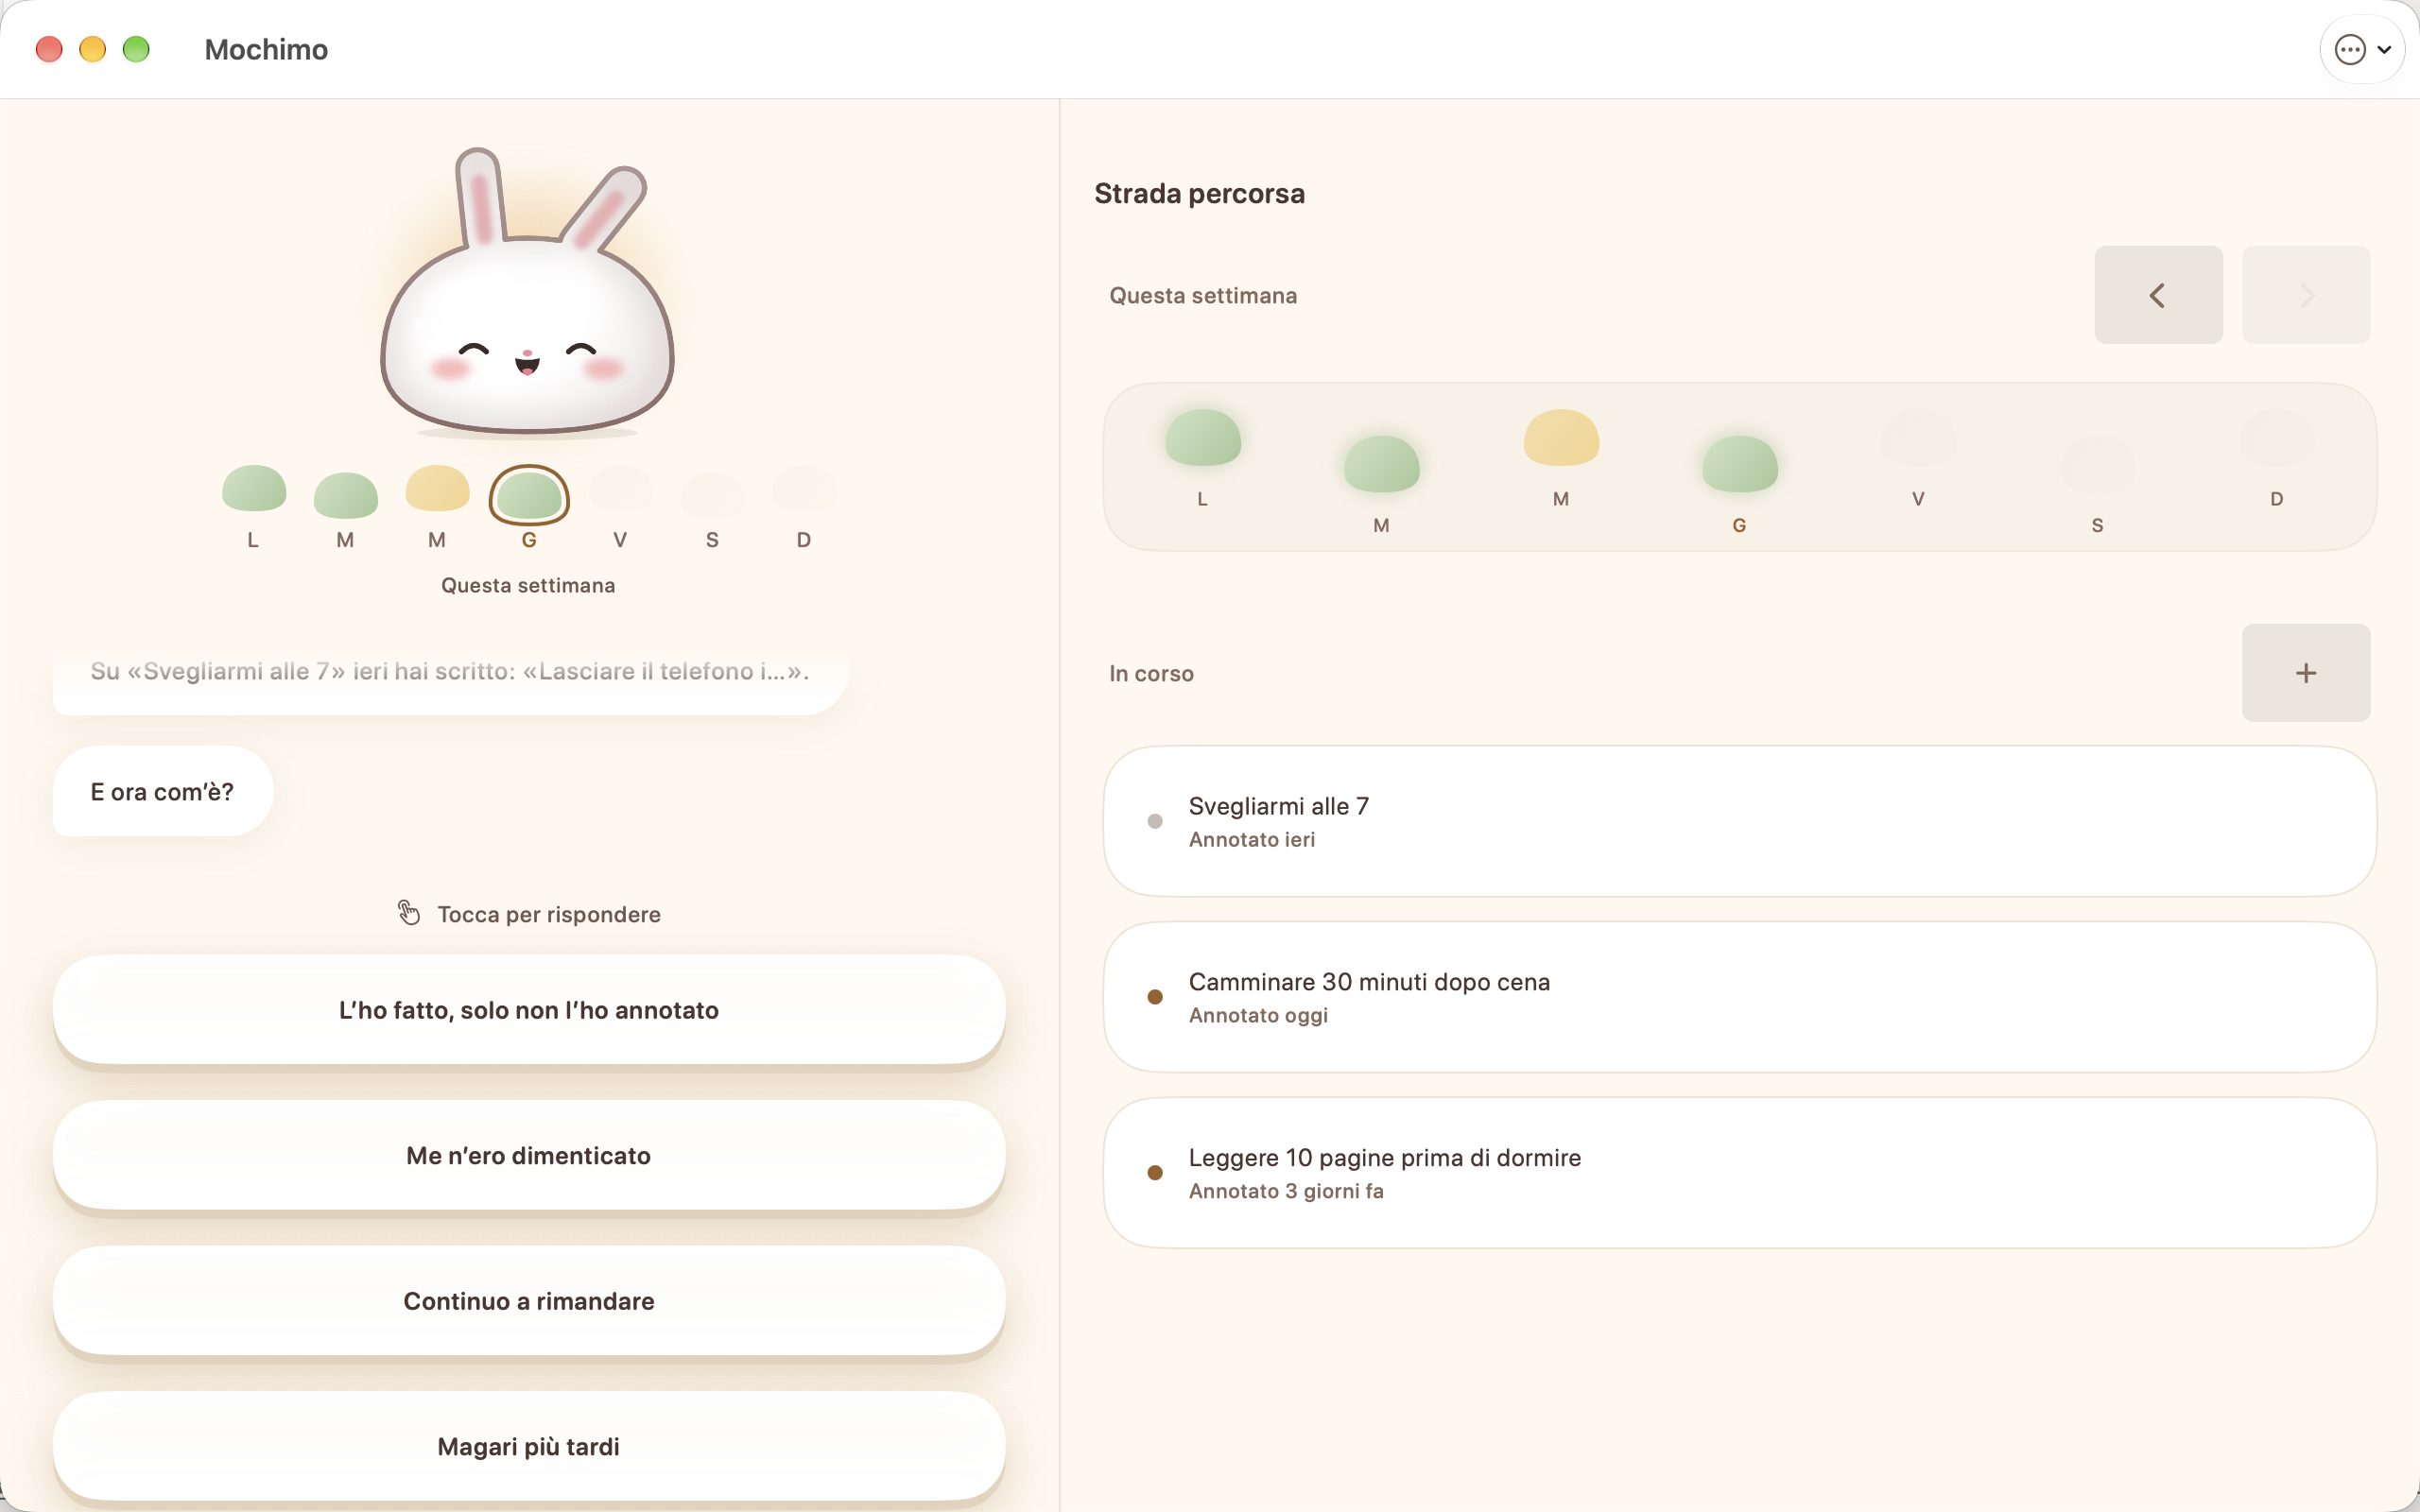 Mochimo
L M M G V S D
Questa settimana
Su «Svegliarmi alle 7» ieri hai scritto: «Lasciare il telefono i...».
E ora com'è?
Tocca per rispondere
L'ho fatto, solo non l'ho annotato
Me n'ero dimenticato
Continuo a rimandare
Magari più tardi
Strada percorsa
Questa settimana
L M M G V S D
In corso
Svegliarmi alle 7
Annotato ieri
Camminare 30 minuti dopo cena
Annotato oggi
Leggere 10 pagine prima di dormire
Annotato 3 giorni fa